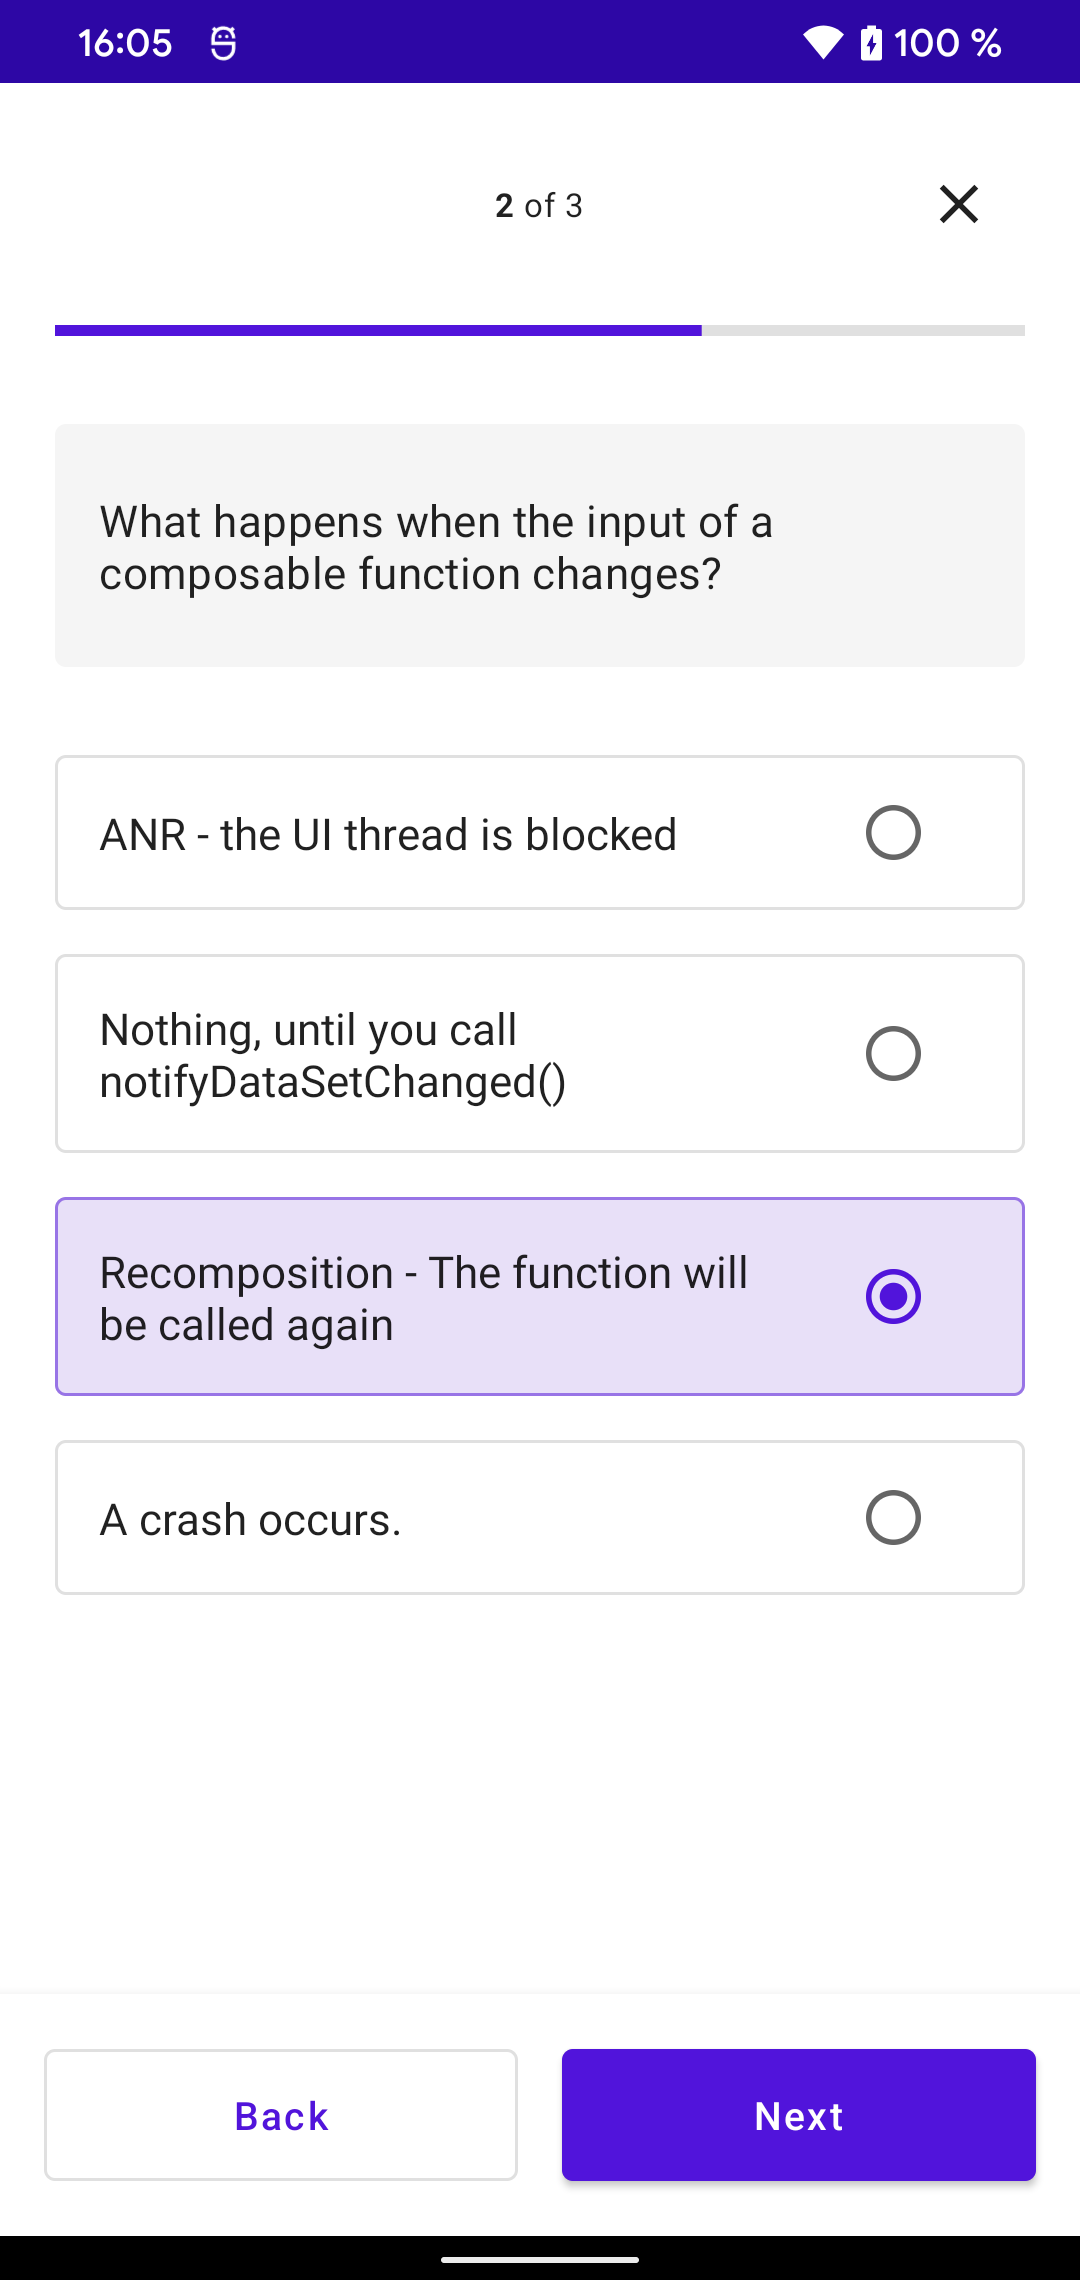 16:05
100 %
2 of 3
What happens when the input of a
composable function changes?
ANR - the UI thread is blocked
Nothing, until you call
notifyDataSetChanged()
Recomposition - The function will
be called again
A crash occurs.
Back
Next